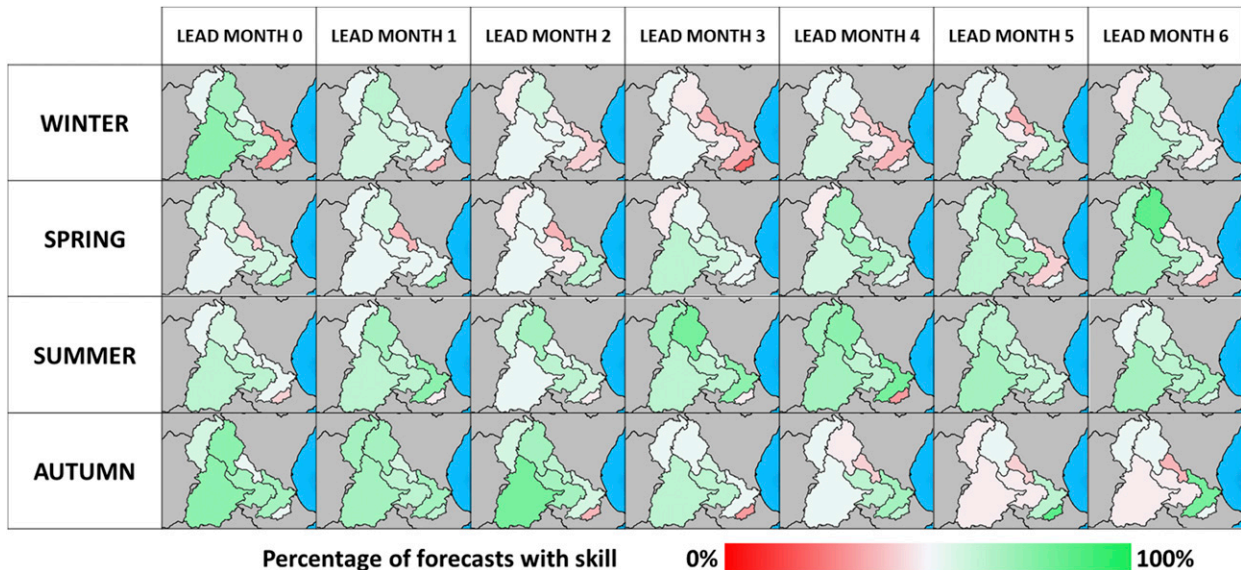 LEAD MONTH 0 LEAD MONTH 1 LEAD MONTH 2 LEAD MONTH 3 LEAD MONTH 4 LEAD MONTH 5 LEAD MONTH 6
WINTER
SPRING
SUMMER
AUTUMN
Percentage of forecasts with skill 0% 100%